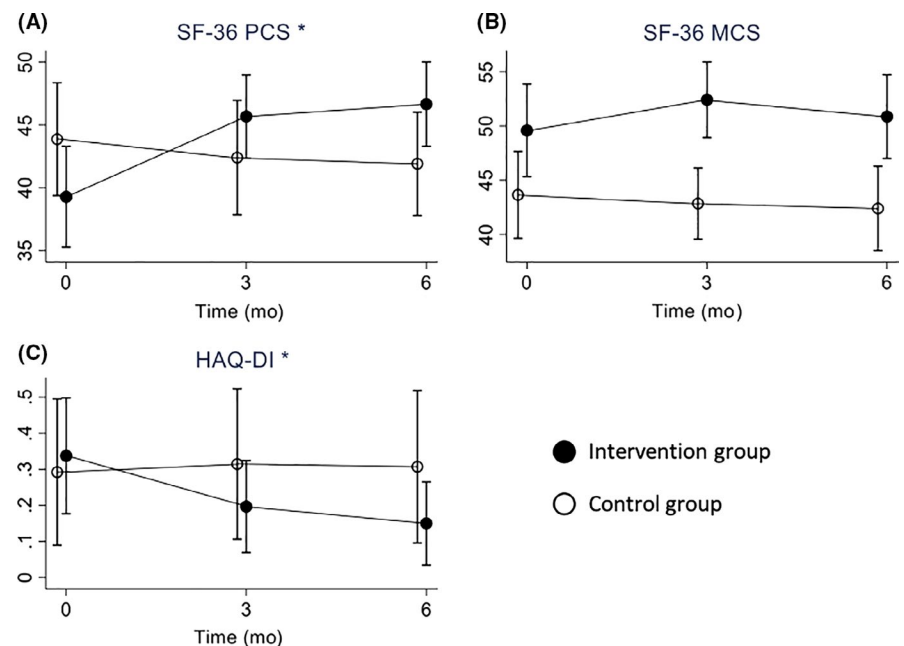 (A)
SF-36 PCS *
50
45
40
35
0 3 6
Time (mo)
(B)
SF-36 MCS
55
50
45
40
0 3 6
Time (mo)
(C)
HAQ-DI *
.5
.4
.3
.2
.1
0
0 3 6
Time (mo)
Intervention group
Control group